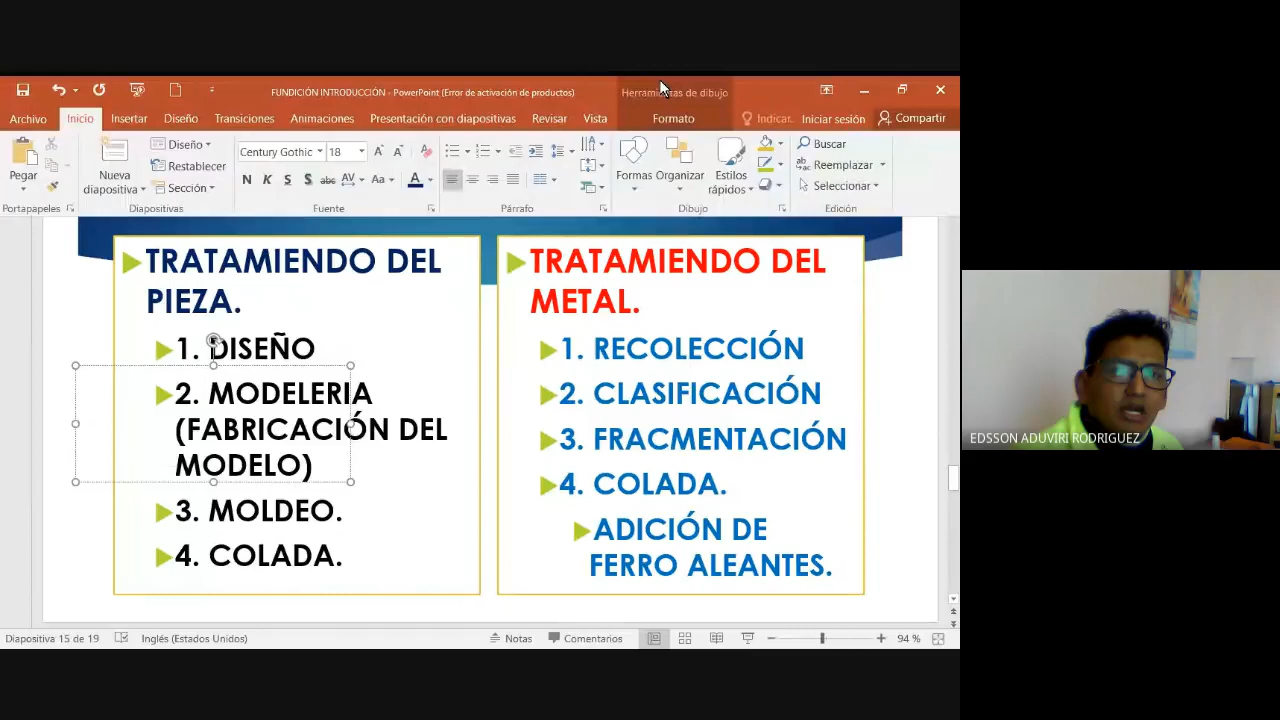 FUNDICIÓN INTRODUCCIÓN - PowerPoint (Error de activación de productos)
Herramientas de dibujo
Archivo Inicio Insertar Diseño Transiciones Animaciones Presentación con diapositivas Revisar Vista Formato Indicar. Iniciar sesión Compartir
Pegar
Nueva diapositiva
Diseño
Restablecer
Sección
Century Gothic 18
N K S S abc AV Aa A
Formas Organizar Estilos rápidos
Buscar
Reemplazar
Seleccionar
Portapapeles Diapositivas Fuente Párrafo Dibujo Edición
TRATAMIENDO DEL
PIEZA.
1. DISEÑO
2. MODELERIA
(FABRICACIÓN DEL
MODELO)
3. MOLDEO.
4. COLADA.
TRATAMIENDO DEL
METAL.
1. RECOLECCIÓN
2. CLASIFICACIÓN
3. FRACMENTACIÓN
4. COLADA.
ADICIÓN DE
FERRO ALEANTES.
EDSSON ADUVIRI RODRIGUEZ
Diapositiva 15 de 19 Inglés (Estados Unidos) Notas Comentarios 94 %